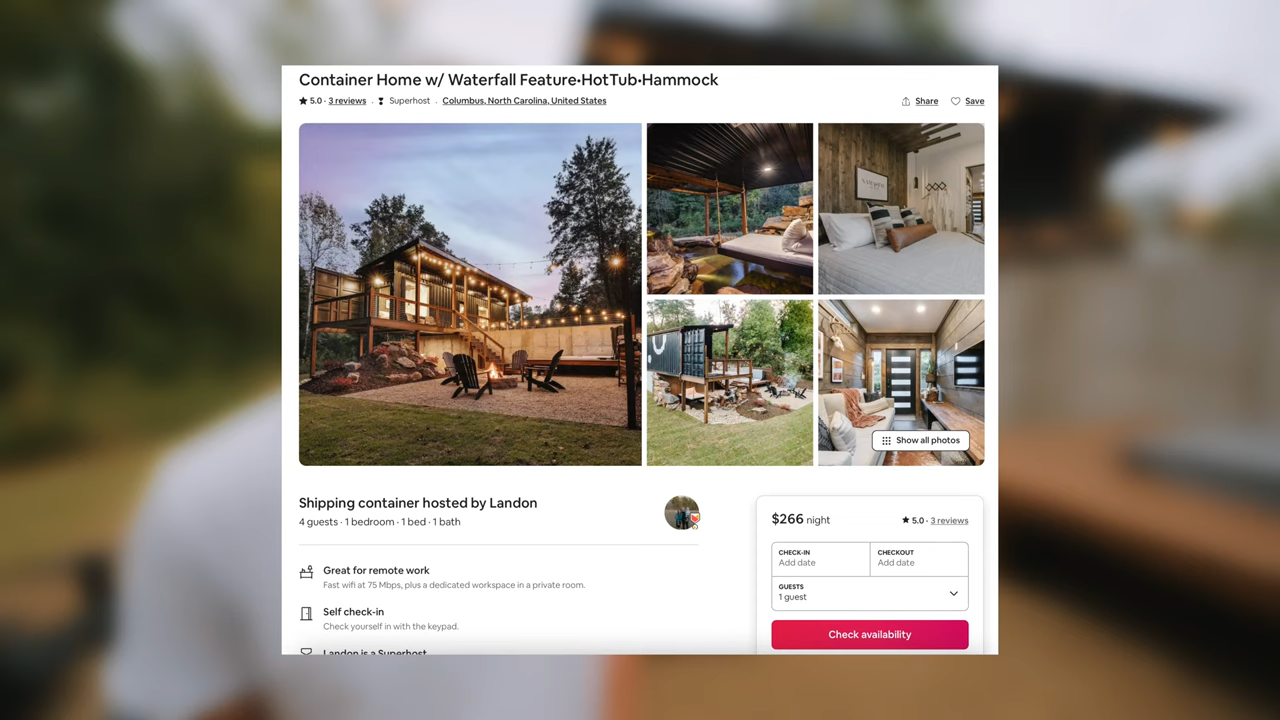 Container Home w/ Waterfall Feature•HotTub•Hammock
5.0 · 3 reviews · Superhost · Columbus, North Carolina, United States
Share Save
Show all photos
Shipping container hosted by Landon
4 guests · 1 bedroom · 1 bed · 1 bath
$266 night
5.0 · 3 reviews
CHECK-IN
Add date
CHECKOUT
Add date
GUESTS
1 guest
Check availability
Great for remote work
Fast wifi at 75 Mbps, plus a dedicated workspace in a private room.
Self check-in
Check yourself in with the keypad.
Landon is a Superhost